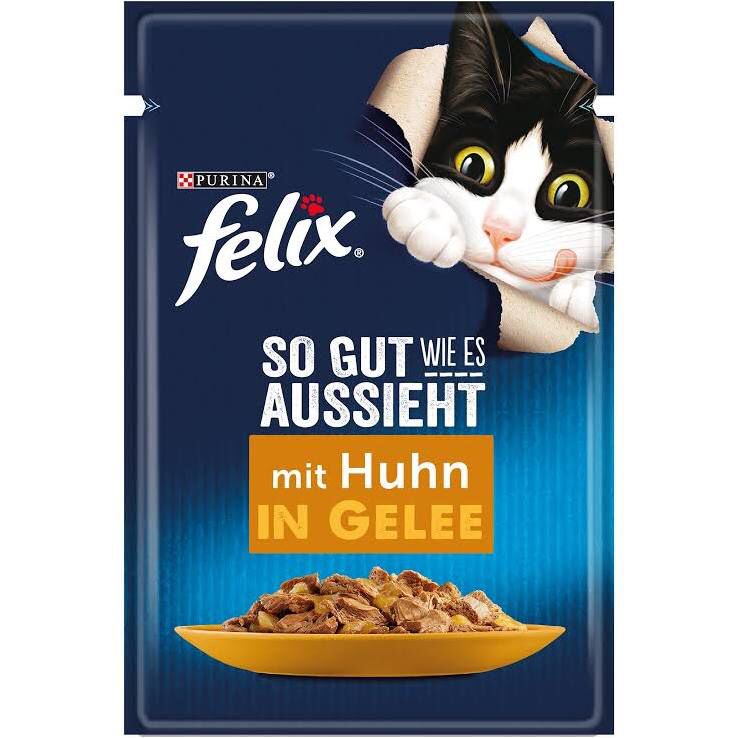 PURINA®
felix®
SO GUT WIE ES
AUSSIEHT
mit Huhn
IN GELEE